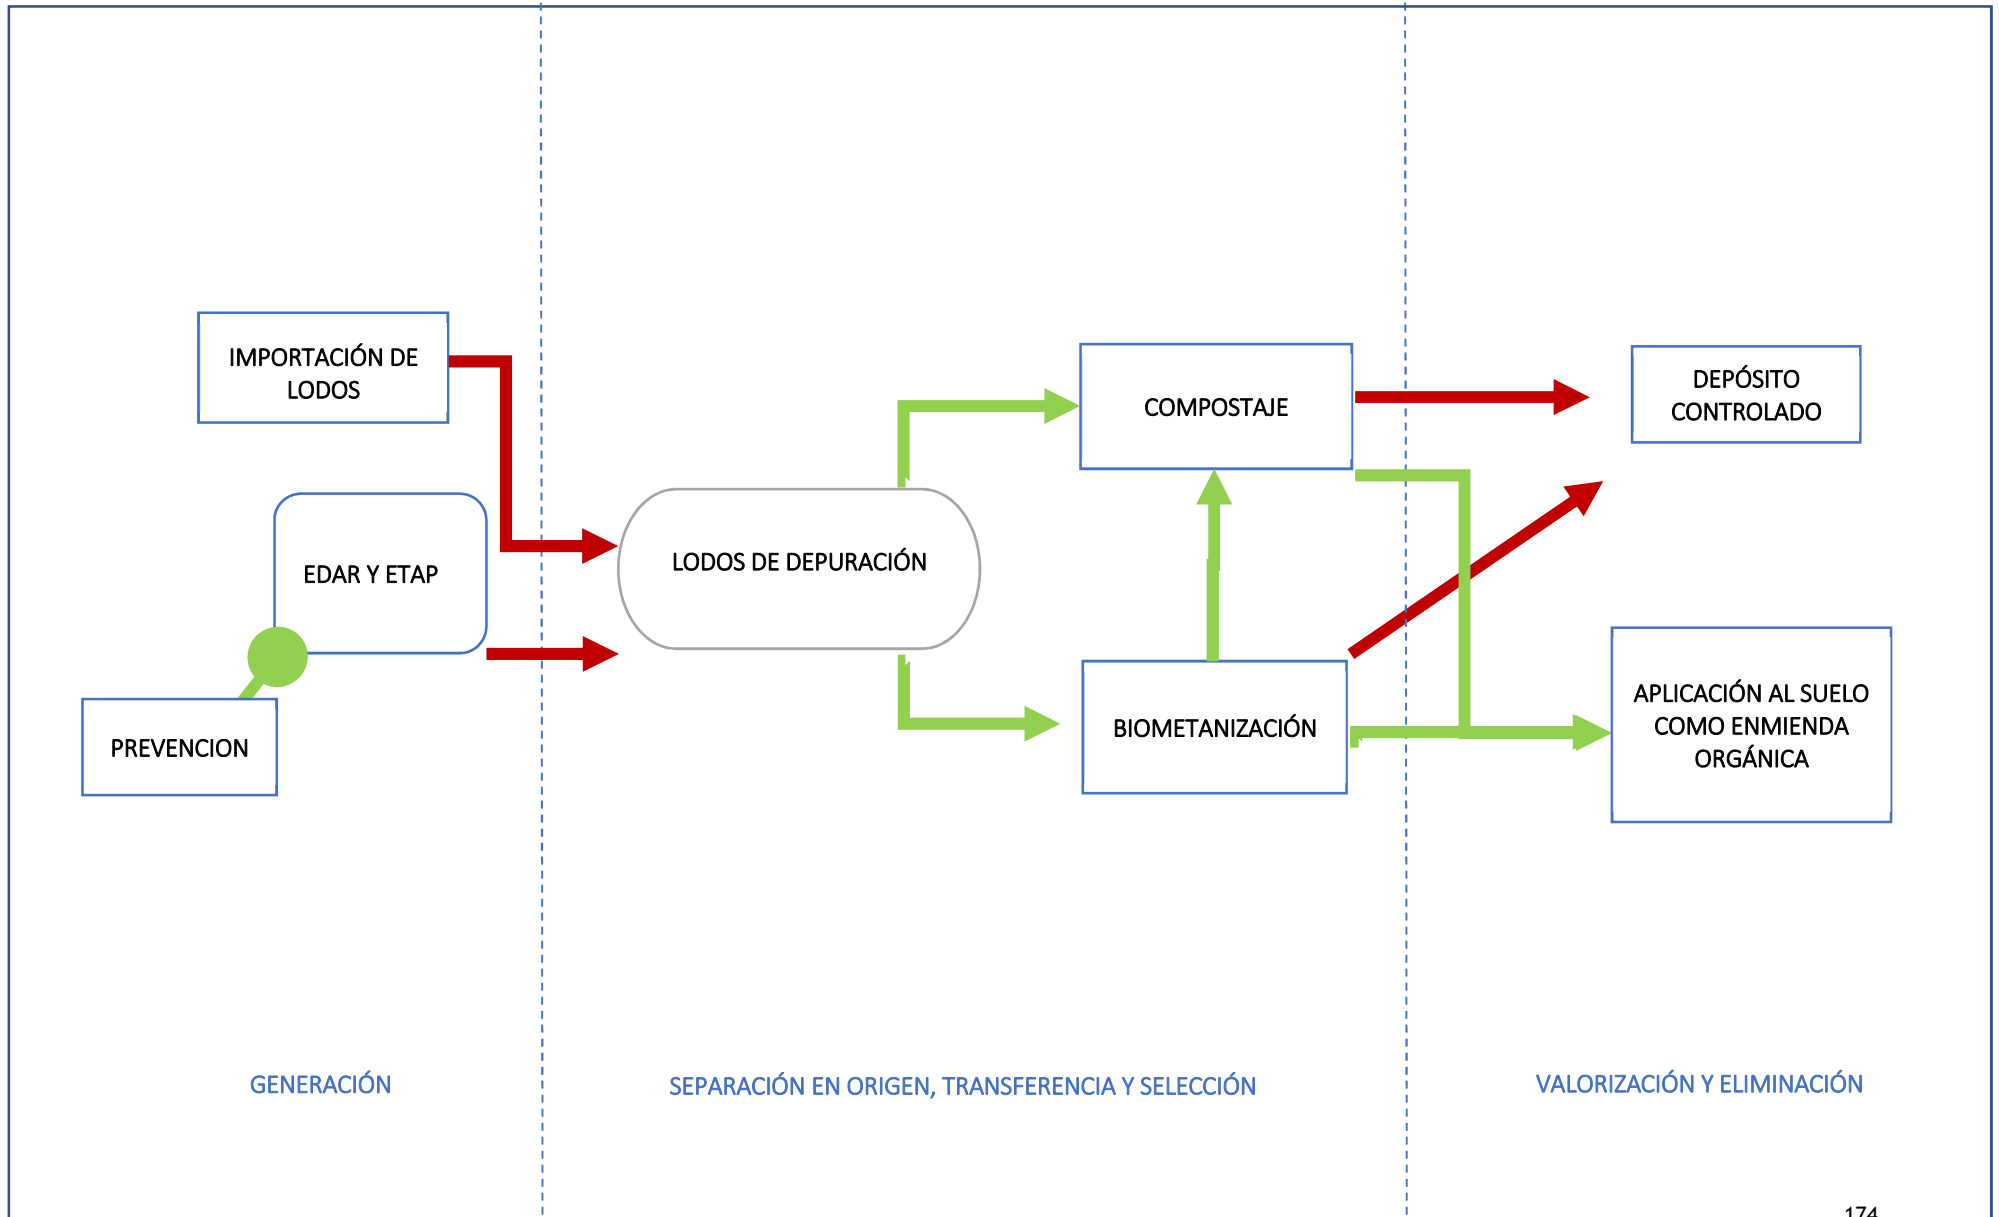 IMPORTACIÓN DE
LODOS
EDAR Y ETAP
PREVENCION
LODOS DE DEPURACIÓN
COMPOSTAJE
BIOMETANIZACIÓN
DEPÓSITO
CONTROLADO
APLICACIÓN AL SUELO
COMO ENMIENDA
ORGÁNICA
GENERACIÓN
SEPARACIÓN EN ORIGEN, TRANSFERENCIA Y SELECCIÓN
VALORIZACIÓN Y ELIMINACIÓN
174